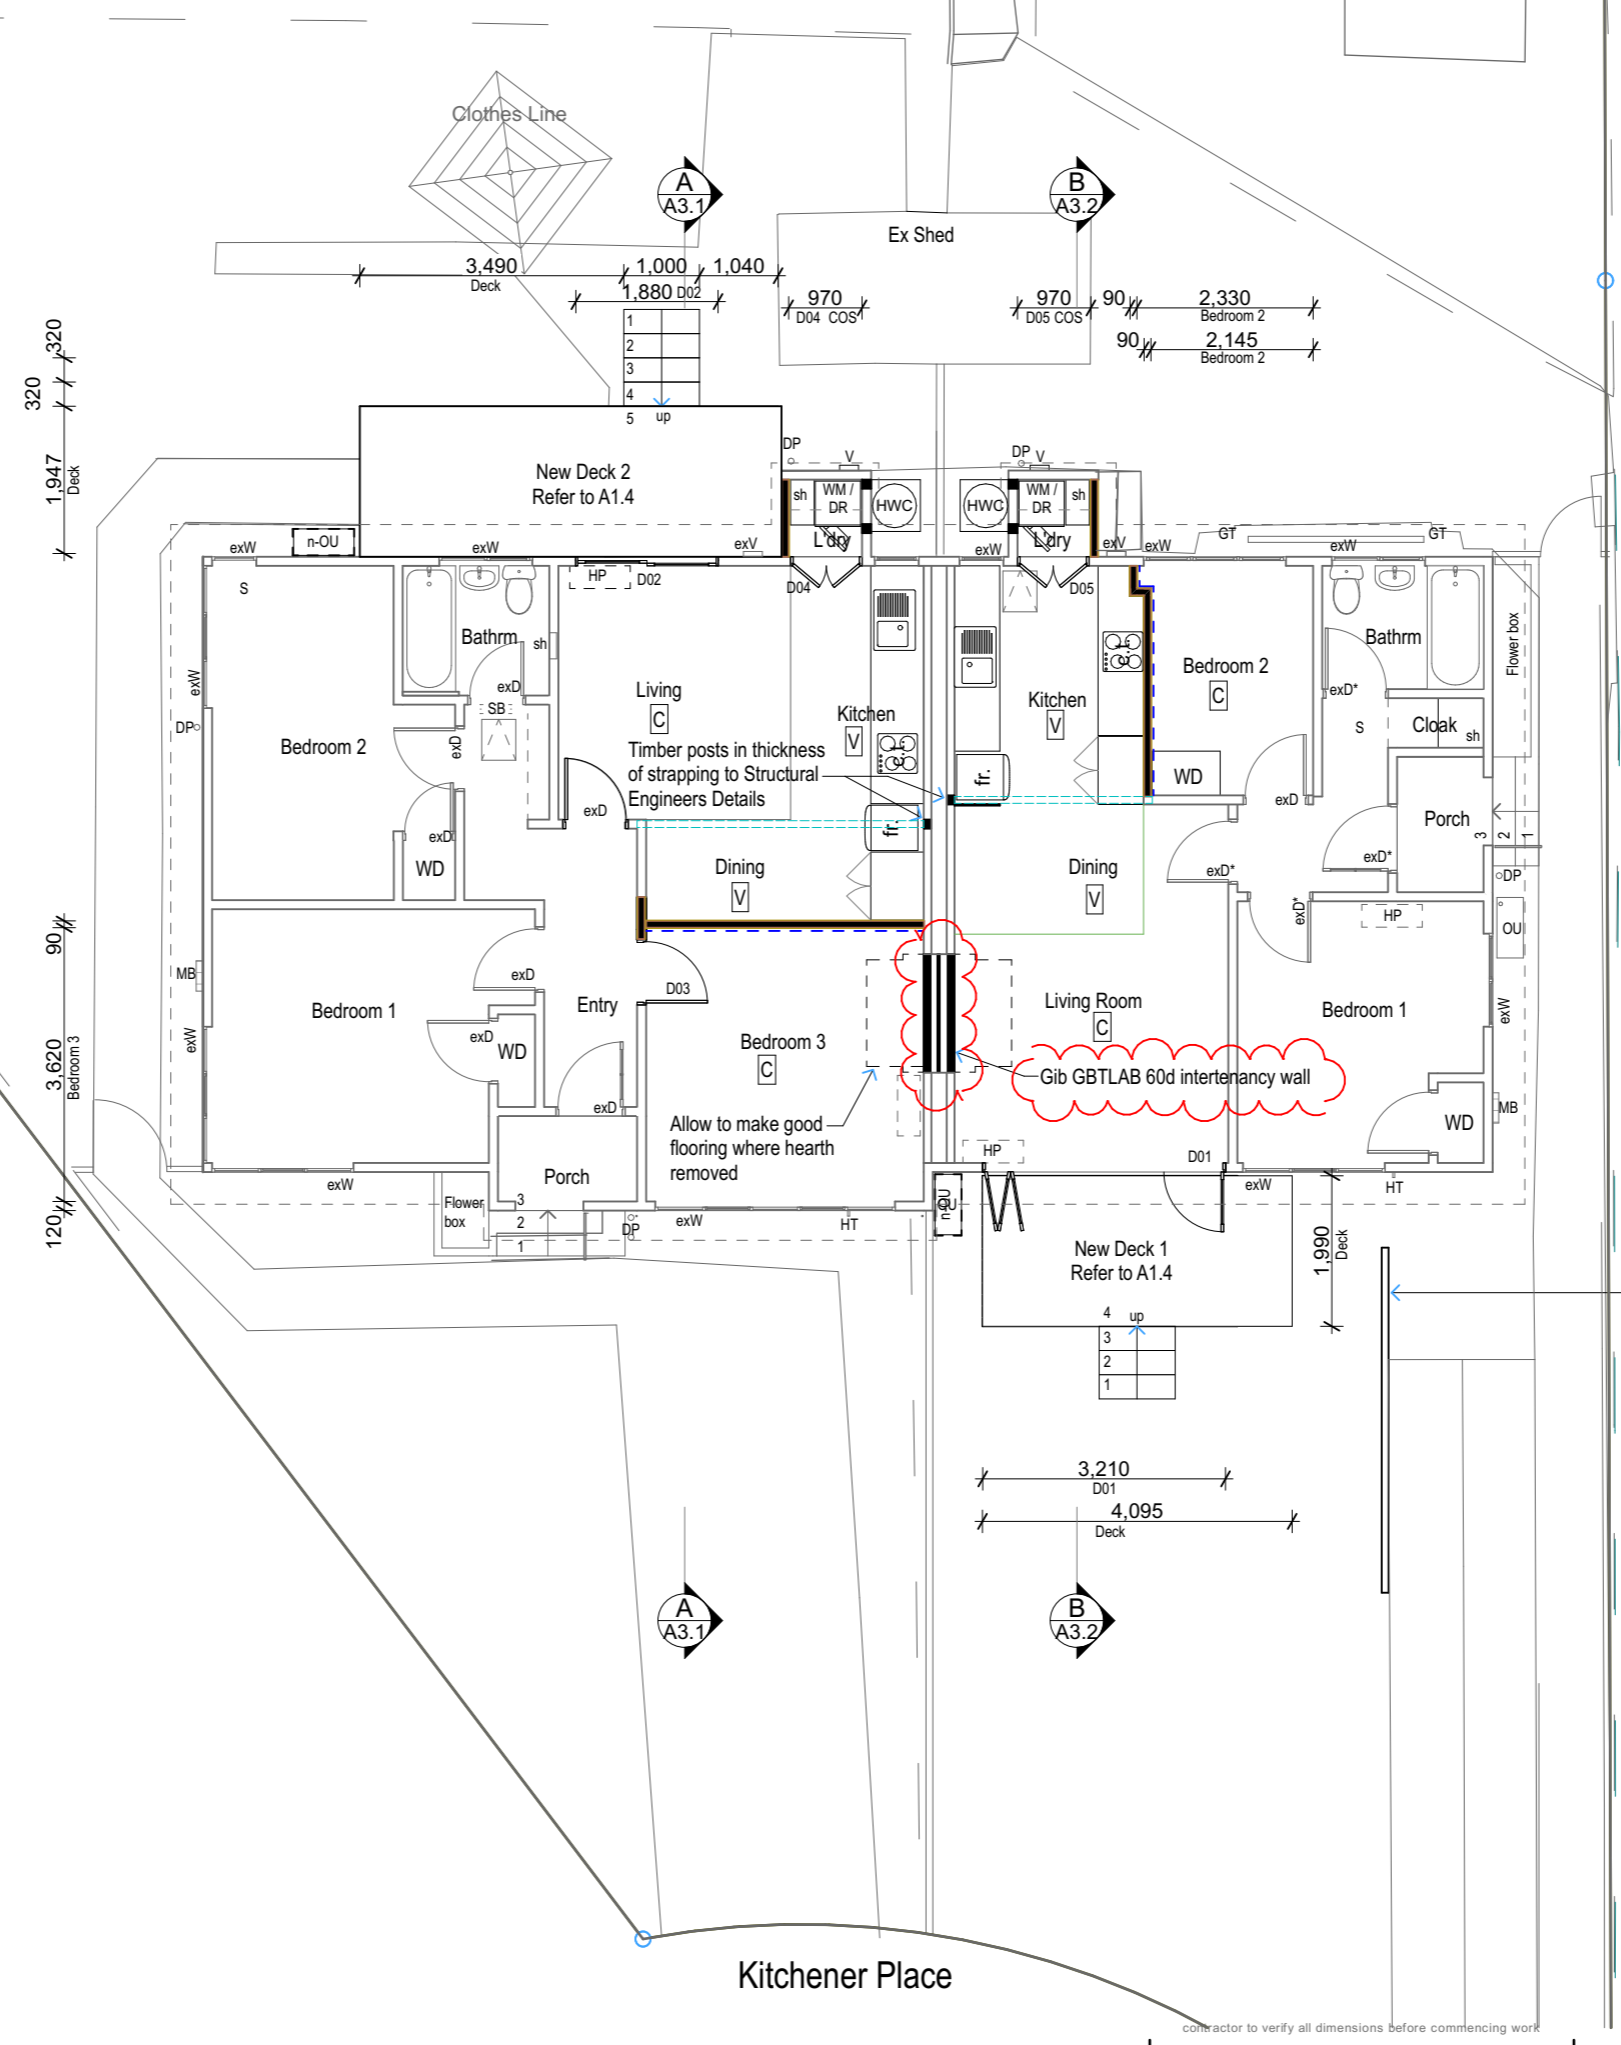 Clothes Line
A
A3.1
B
A3.2
Ex Shed
3,490
Deck
1,000
1,040
1,880 D02
970
D04 COS
970
D05 COS
90
2,330
Bedroom 2
90
2,145
Bedroom 2
320
320
1,947
Deck
1
2
3
4
5
up
New Deck 2
Refer to A1.4
DP
V
DP
V
sh
WM /
DR
HWC
HWC
WM /
DR
sh
L'dry
L'dry
n-OU
exW
exW
exV
exW
exV
exW
GT
exW
GT
S
HP
D02
D04
D05
Bathrm
sh
exD
SB
exW
DP
Bedroom 2
exD
Living
C
Kitchen
V
Kitchen
V
Bedroom 2
C
Bathrm
exD*
S
Cloak
sh
Flower box
Timber posts in thickness
of strapping to Structural
Engineers Details
c.t.
c.t.
fr.
fr.
WD
exD
exD
exD
WD
Dining
V
Dining
V
exD*
exD*
exD*
Porch
3
2
1
DP
HP
OU
90
3,620
Bedroom 3
120
MB
exW
exD
Bedroom 1
exD
WD
Entry
D03
Bedroom 3
C
Living Room
C
Bedroom 1
exW
Gib GBTLAB 60d intertenancy wall
exD
Allow to make good
flooring where hearth
removed
WD
MB
HP
D01
Porch
3
2
1
Flower
box
exW
DP
exW
HT
n-OU
OU
exW
HT
New Deck 1
Refer to A1.4
1,990
Deck
4
up
3
2
1
3,210
D01
4,095
Deck
A
A3.1
B
A3.2
Kitchener Place
contractor to verify all dimensions before commencing work